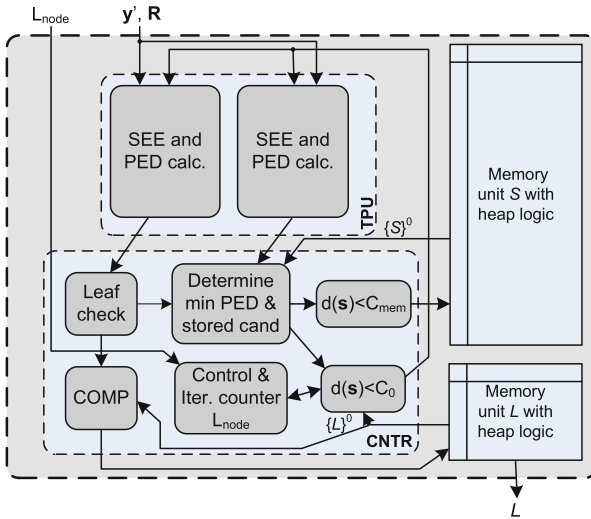 L_node
y', R
SEE and
PED calc.
SEE and
PED calc.
TPU
{S}^0
Memory
unit S with
heap logic
Leaf
check
Determine
min PED &
stored cand
d(s)<C_mem
COMP
Control &
Iter. counter
L_node
d(s)<C_0
{L}^0
CNTR
Memory
unit L with
heap logic
L